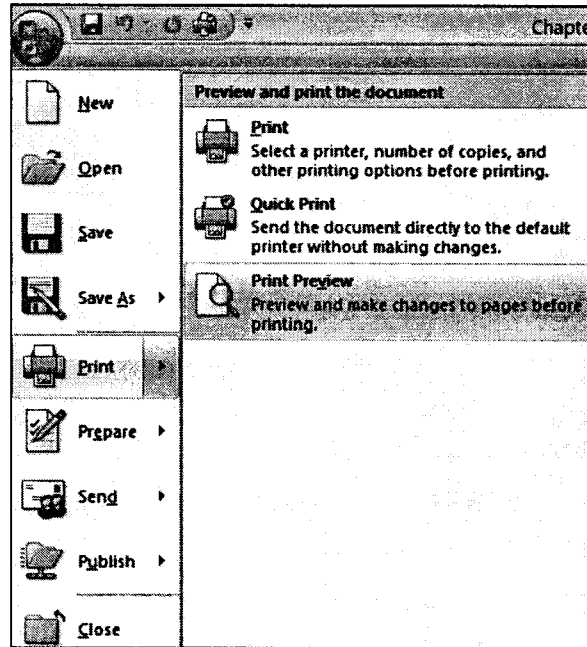 Chapte
New
Open
Save
Save As
Print
Prepare
Send
Publish
Close
Preview and print the document
Print
Select a printer, number of copies, and
other printing options before printing.
Quick Print
Send the document directly to the default
printer without making changes.
Print Preview
Preview and make changes to pages before
printing.